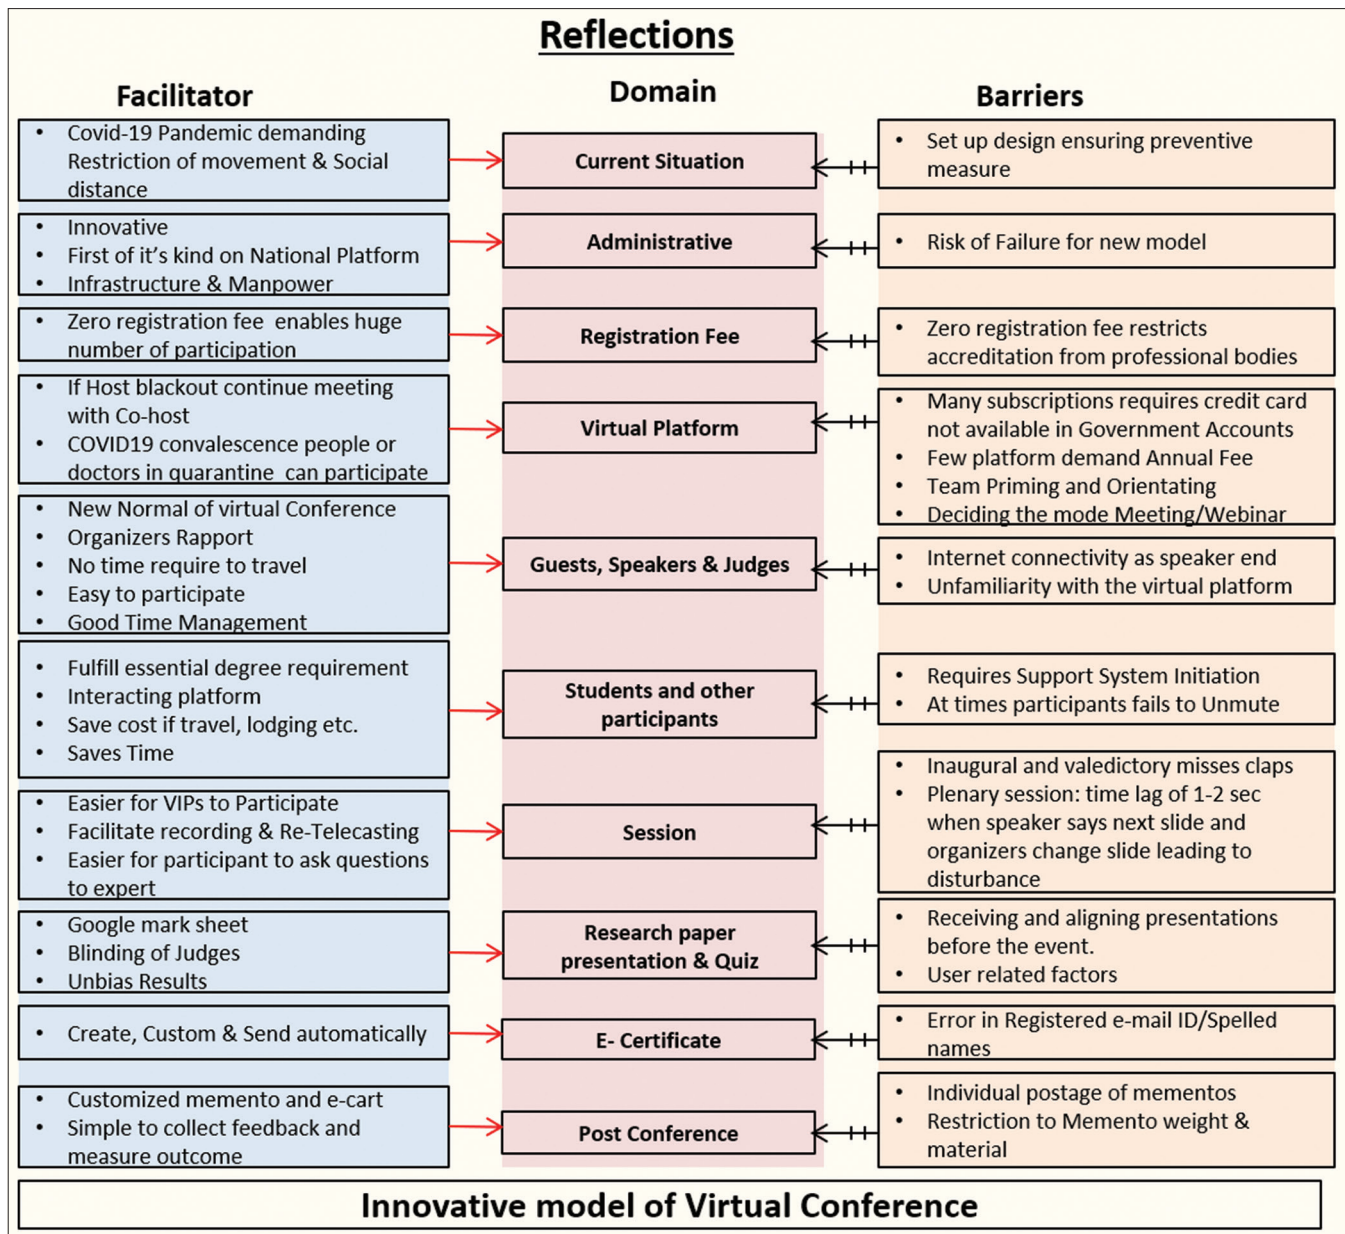 Reflections
Facilitator
Domain
Barriers
• Covid-19 Pandemic demanding
Restriction of movement & Social
distance
Current Situation
• Set up design ensuring preventive
measure
• Innovative
• First of it's kind on National Platform
• Infrastructure & Manpower
Administrative
• Risk of Failure for new model
• Zero registration fee enables huge
number of participation
Registration Fee
• Zero registration fee restricts
accreditation from professional bodies
• If Host blackout continue meeting
with Co-host
• COVID19 convalescence people or
doctors in quarantine can participate
Virtual Platform
• Many subscriptions requires credit card
not available in Government Accounts
• Few platform demand Annual Fee
• Team Priming and Orientating
• Deciding the mode Meeting/Webinar
• New Normal of virtual Conference
• Organizers Rapport
• No time require to travel
• Easy to participate
• Good Time Management
Guests, Speakers & Judges
• Internet connectivity as speaker end
• Unfamiliarity with the virtual platform
• Fulfill essential degree requirement
• Interacting platform
• Save cost if travel, lodging etc.
• Saves Time
Students and other
participants
• Requires Support System Initiation
• At times participants fails to Unmute
• Easier for VIPs to Participate
• Facilitate recording & Re-Telecasting
• Easier for participant to ask questions
to expert
Session
• Inaugural and valedictory misses claps
• Plenary session: time lag of 1-2 sec
when speaker says next slide and
organizers change slide leading to
disturbance
• Google mark sheet
• Blinding of Judges
• Unbias Results
Research paper
presentation & Quiz
• Receiving and aligning presentations
before the event.
• User related factors
• Create, Custom & Send automatically
E- Certificate
• Error in Registered e-mail ID/Spelled
names
• Customized memento and e-cart
• Simple to collect feedback and
measure outcome
Post Conference
• Individual postage of mementos
• Restriction to Memento weight &
material
Innovative model of Virtual Conference